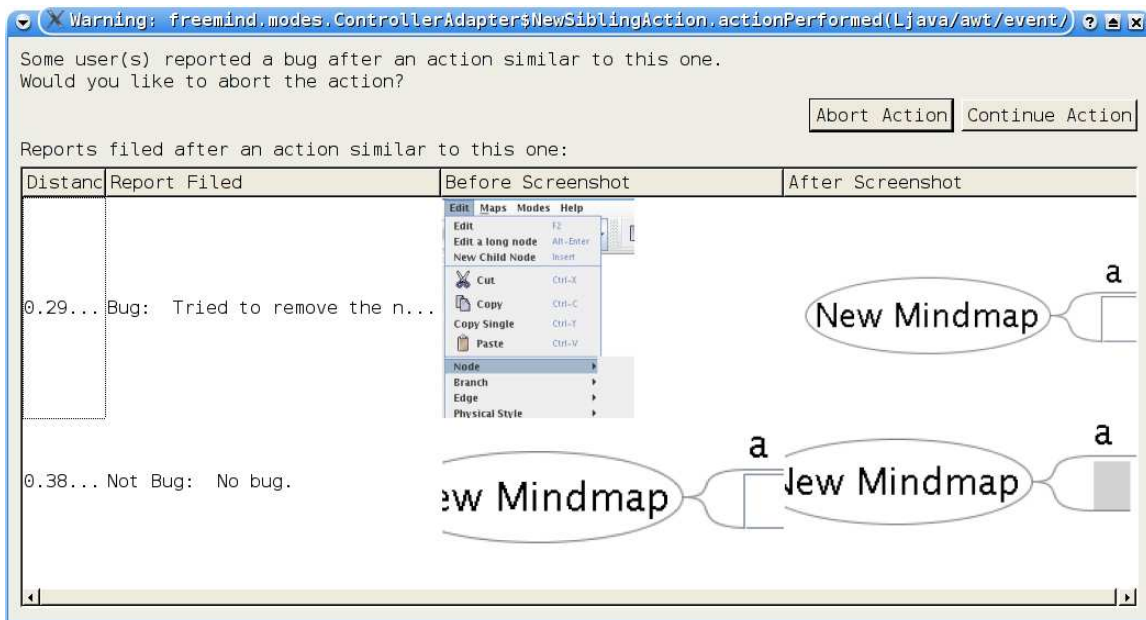 Warning: freemind.modes.ControllerAdapter$NewSiblingAction.actionPerformed(Ljava/awt/event/)
Some user(s) reported a bug after an action similar to this one.
Would you like to abort the action?
Abort Action Continue Action
Reports filed after an action similar to this one:
Distanc Report Filed Before Screenshot After Screenshot
Edit Maps Modes Help
Edit F2
Edit a long node Alt-Enter
New Child Node Insert
Cut Ctrl-X
Copy Ctrl-C
Copy Single Ctrl-Y
Paste Ctrl-V
Node
Branch
Edge
Physical Style
0.29... Bug: Tried to remove the n...
a
New Mindmap
0.38... Not Bug: No bug.
a
ew Mindmap
a
New Mindmap